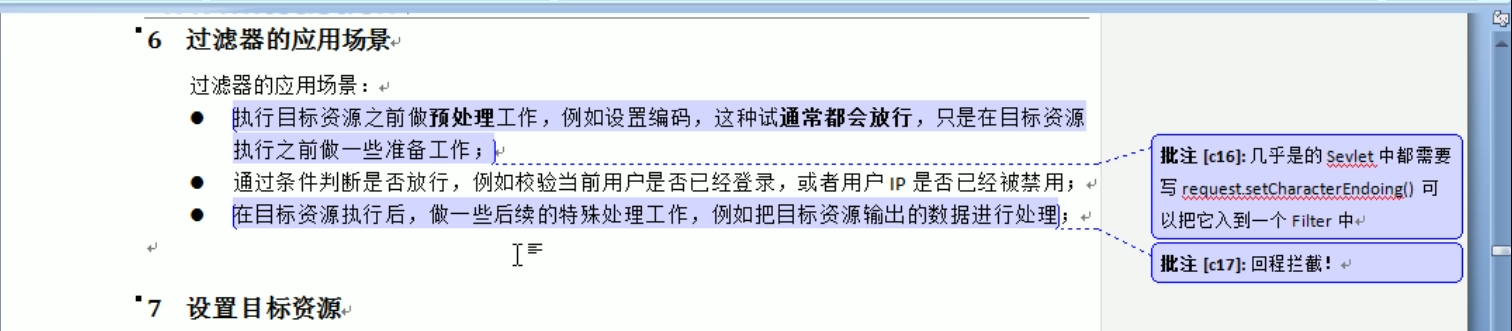 6 过滤器的应用场景
过滤器的应用场景：
● 执行目标资源之前做预处理工作，例如设置编码，这种试通常都会放行，只是在目标资源
执行之前做一些准备工作；
● 通过条件判断是否放行，例如校验当前用户是否已经登录，或者用户 IP 是否已经被禁用；
● 在目标资源执行后，做一些后续的特殊处理工作，例如把目标资源输出的数据进行处理；
7 设置目标资源
批注 [c16]: 几乎是的 Sevlet 中都需要
写 request.setCharacterEndoing() 可
以把它入到一个 Filter 中
批注 [c17]: 回程拦截！